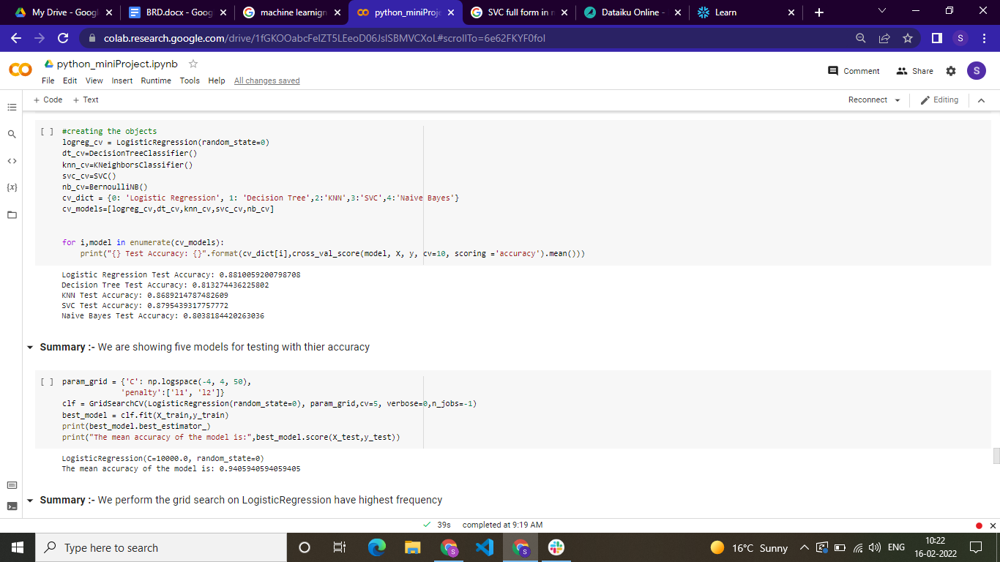 My Drive - Googl
BRD.docx - Goog
machine learnign
python_miniProje
SVC full form in m
Dataiku Online -
Learn
colab.research.google.com/drive/1fGKOOabcFeIZT5LEeoD06JsISBMVCXoL#scrollTo=6e62FKYF0foI
S
python_miniProject.ipynb
File Edit View Insert Runtime Tools Help All changes saved
Comment Share S
+ Code + Text
Reconnect Editing
[ ] #creating the objects
logreg_cv = LogisticRegression(random_state=0)
dt_cv=DecisionTreeClassifier()
knn_cv=KNeighborsClassifier()
svc_cv=SVC()
nb_cv=BernoulliNB()
cv_dict = {0: 'Logistic Regression', 1: 'Decision Tree',2:'KNN',3:'SVC',4:'Naive Bayes'}
cv_models=[logreg_cv,dt_cv,knn_cv,svc_cv,nb_cv]
for i,model in enumerate(cv_models):
print("{} Test Accuracy: {}".format(cv_dict[i],cross_val_score(model, X, y, cv=10, scoring ='accuracy').mean()))
Logistic Regression Test Accuracy: 0.8810059200798708
Decision Tree Test Accuracy: 0.813274436225802
KNN Test Accuracy: 0.8689214787482609
SVC Test Accuracy: 0.8795439317757772
Naive Bayes Test Accuracy: 0.8038184420263036
Summary :- We are showing five models for testing with thier accuracy
[ ] param_grid = {'C': np.logspace(-4, 4, 50),
'penalty':['l1', 'l2']}
clf = GridSearchCV(LogisticRegression(random_state=0), param_grid,cv=5, verbose=0,n_jobs=-1)
best_model = clf.fit(X_train,y_train)
print(best_model.best_estimator_)
print("The mean accuracy of the model is:",best_model.score(X_test,y_test))
LogisticRegression(C=10000.0, random_state=0)
The mean accuracy of the model is: 0.9405940594059405
Summary :- We perform the grid search on LogisticRegression have highest frequency
39s completed at 9:19 AM
Type here to search
16°C Sunny
ENG
10:22
16-02-2022